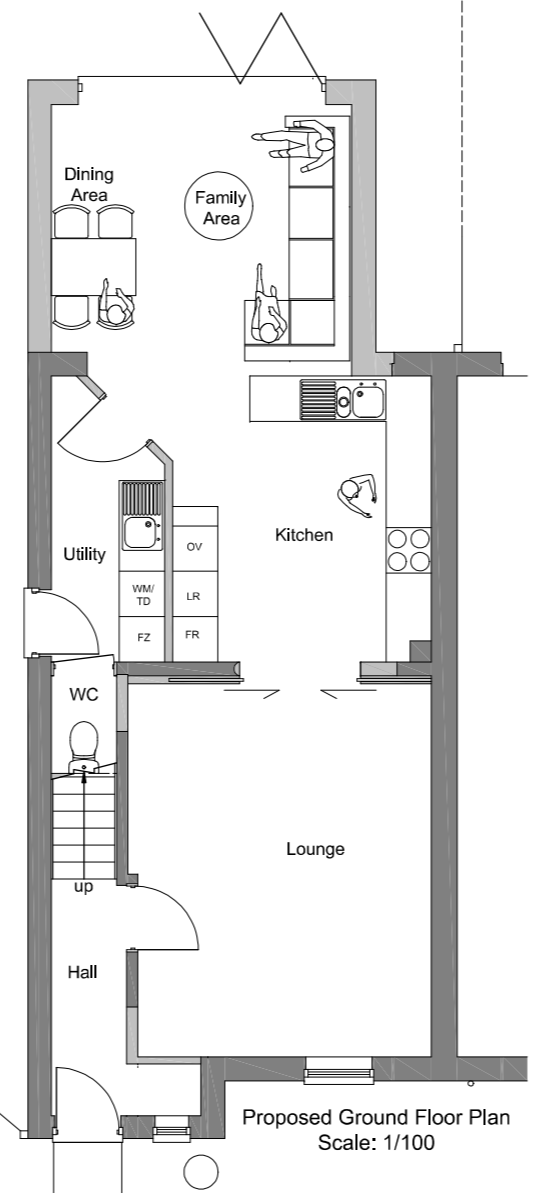 Dining
Area
Family
Area
Kitchen
OV
Utility
WM/
TD
LR
FZ
FR
WC
Lounge
up
Hall
Proposed Ground Floor Plan
Scale: 1/100